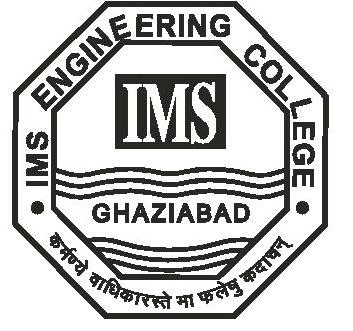 • IMS ENGINEERING COLLEGE •
IMS
GHAZIABAD
कर्मण्ये वाधिकारस्ते मा फलेषु कदाचन्